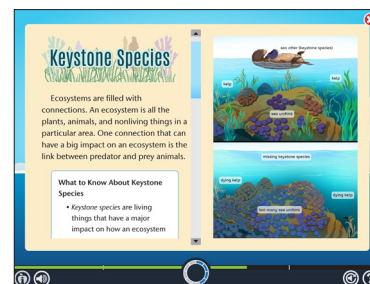 Keystone Species
Ecosystems are filled with
connections. An ecosystem is all the
plants, animals, and nonliving things in a
particular area. One connection that can
have a big impact on an ecosystem is the
link between predator and prey animals.
What to Know About Keystone
Species
• Keystone species are living
things that have a major
impact on how an ecosystem
sea otter (keystone species)
kelp
kelp
sea urchins
missing keystone species
dying kelp
dying kelp
too many sea urchins